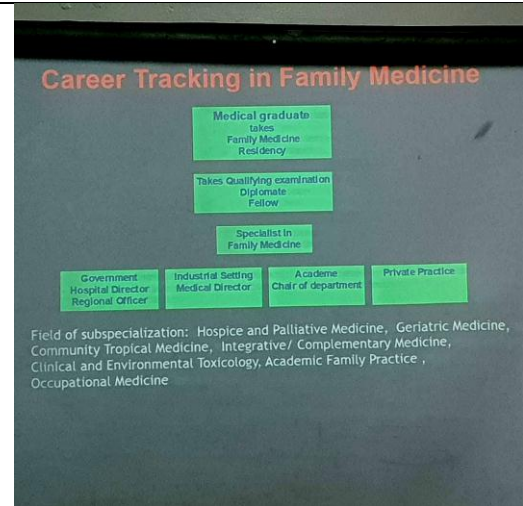 Career Tracking in Family Medicine
Medical graduate
takes
Family Medicine
Residency
Takes Qualifying examination
Diplomate
Fellow
Specialist in
Family Medicine
Government
Hospital Director
Regional Officer
Industrial Setting
Medical Director
Academe
Chair of department
Private Practice
Field of subspecialization: Hospice and Palliative Medicine, Geriatric Medicine,
Community Tropical Medicine, Integrative/ Complementary Medicine,
Clinical and Environmental Toxicology, Academic Family Practice ,
Occupational Medicine